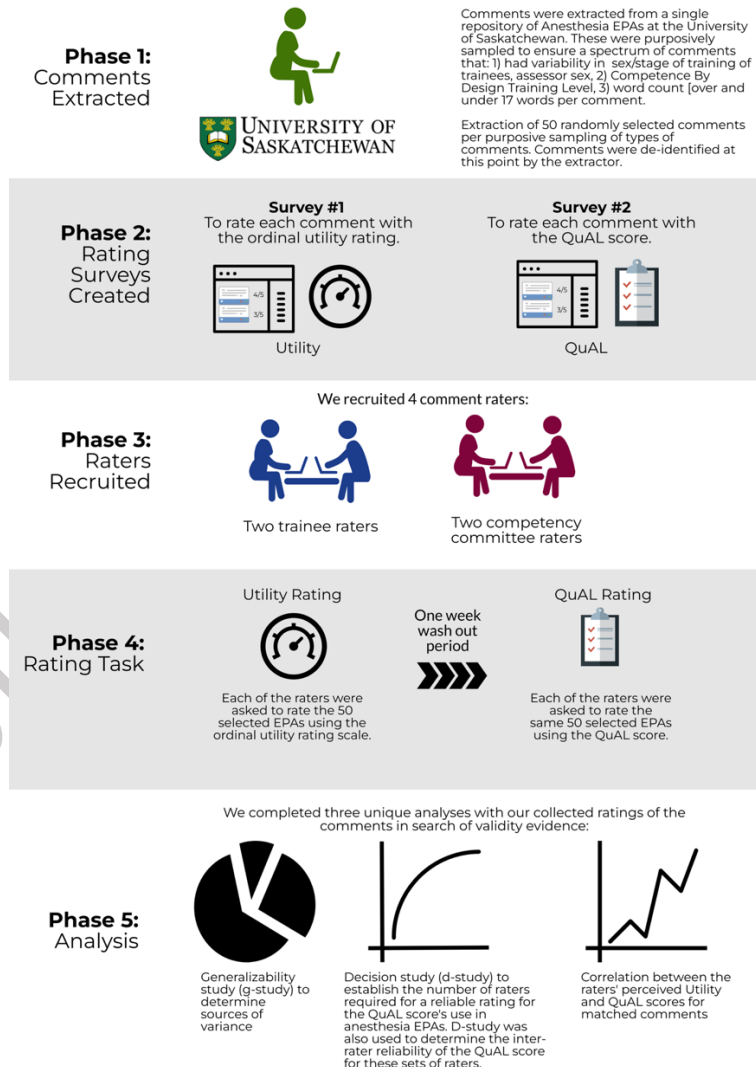 Phase 1:
Comments
Extracted
UNIVERSITY OF
SASKATCHEWAN
Comments were extracted from a single
repository of Anesthesia EPAs at the University
of Saskatchewan. These were purposively
sampled to ensure a spectrum of comments
that: 1) had variability in sex/stage of training of
trainees, assessor sex, 2) Competence By
Design Training Level, 3) word count [over and
under 17 words per comment.
Extraction of 50 randomly selected comments
per purposive sampling of types of
comments. Comments were de-identified at
this point by the extractor.
Phase 2:
Rating
Surveys
Created
Survey #1
To rate each comment with
the ordinal utility rating.
4/5
3/5
Utility
Survey #2
To rate each comment with
the QuAL score.
4/5
3/5
QuAL
Phase 3:
Raters
Recruited
We recruited 4 comment raters:
Two trainee raters
Two competency
committee raters
Phase 4:
Rating Task
Utility Rating
Each of the raters were
asked to rate the 50
selected EPAs using the
ordinal utility rating scale.
One week
wash out
period
QuAL Rating
Each of the raters were
asked to rate the
same 50 selected EPAs
using the QuAL score.
Phase 5:
Analysis
We completed three unique analyses with our collected ratings of the
comments in search of validity evidence:
Generalizability
study (g-study) to
determine
sources of
variance
Decision study (d-study) to
establish the number of raters
required for a reliable rating for
the QuAL score's use in
anesthesia EPAs. D-study was
also used to determine the inter-
rater reliability of the QuAL score
for these sets of raters.
Correlation between the
raters' perceived Utility
and QuAL scores for
matched comments